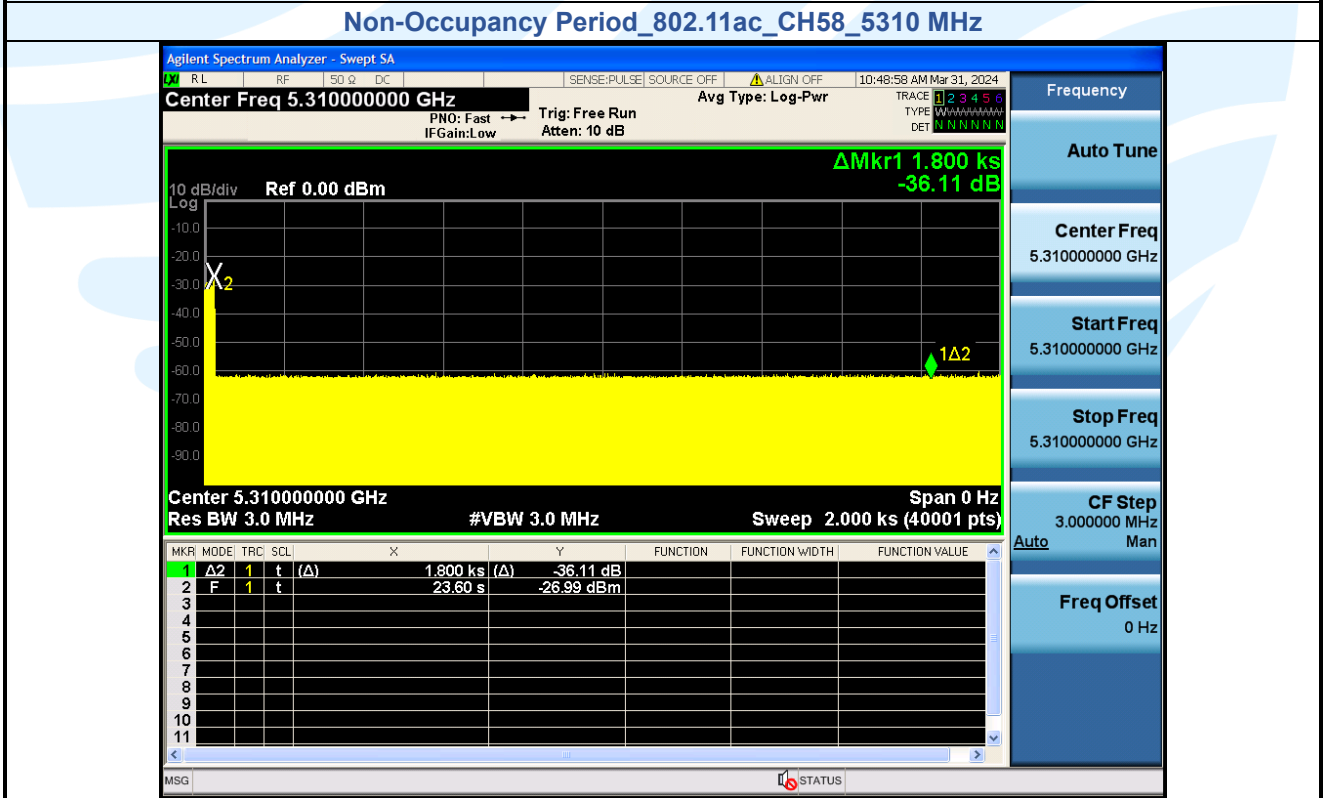 Non-Occupancy Period_802.11ac_CH58_5310 MHz
Agilent Spectrum Analyzer - Swept SA
LXI RL RF 50 Ω DC SENSE:PULSE SOURCE OFF ALIGN OFF 10:48:58 AM Mar 31, 2024
Center Freq 5.310000000 GHz
PNO: Fast
IFGain:Low
Trig: Free Run
Atten: 10 dB
Avg Type: Log-Pwr
TRACE 1 2 3 4 5 6
TYPE WWWWWW
DET N N N N N N
ΔMkr1 1.800 ks
-36.11 dB
10 dB/div
Log
Ref 0.00 dBm
-10.0
-20.0
-30.0
-40.0
-50.0
-60.0
-70.0
-80.0
-90.0
2
1Δ2
Center 5.310000000 GHz
Span 0 Hz
Res BW 3.0 MHz
#VBW 3.0 MHz
Sweep 2.000 ks (40001 pts)
MKR MODE TRC SCL X Y FUNCTION FUNCTION WIDTH FUNCTION VALUE
1 Δ2 1 t (Δ) 1.800 ks (Δ) -36.11 dB
2 F 1 t 23.60 s -26.99 dBm
3
4
5
6
7
8
9
10
11
MSG
STATUS
Frequency
Auto Tune
Center Freq
5.310000000 GHz
Start Freq
5.310000000 GHz
Stop Freq
5.310000000 GHz
CF Step
3.000000 MHz
Auto Man
Freq Offset
0 Hz